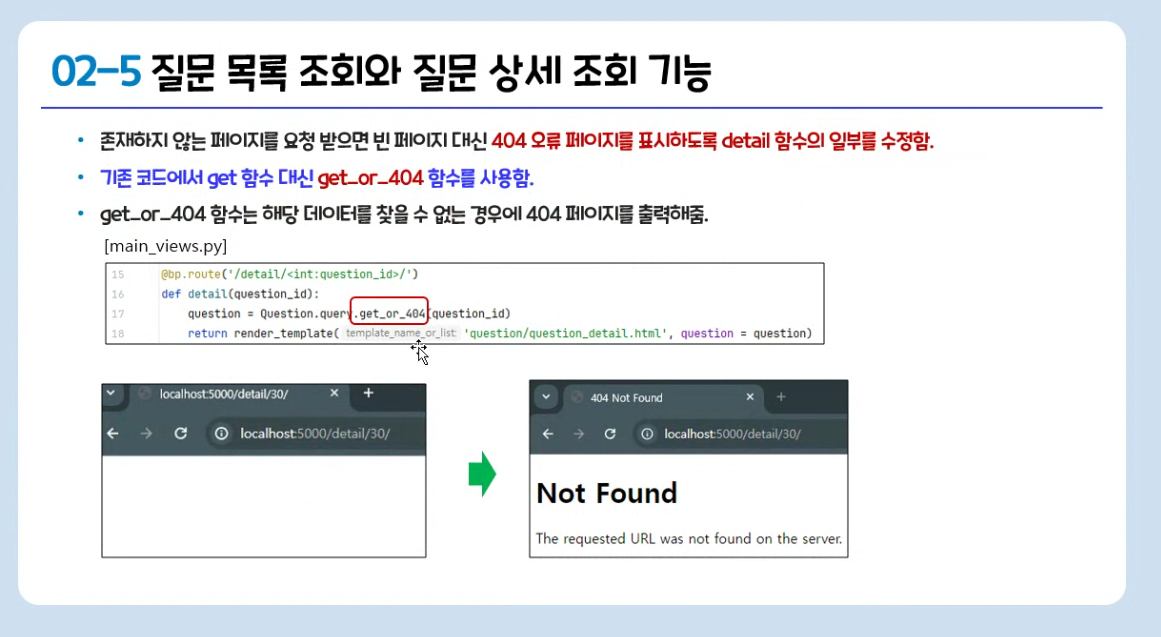 02-5 질문 목록 조회와 질문 상세 조회 기능
• 존재하지 않는 페이지를 요청 받으면 빈 페이지 대신 404 오류 페이지를 표시하도록 detail 함수의 일부를 수정함.
• 기존 코드에서 get 함수 대신 get_or_404 함수를 사용함.
• get_or_404 함수는 해당 데이터를 찾을 수 없는 경우에 404 페이지를 출력해줌.
[main_views.py]
15 @bp.route('/detail/<int:question_id>/')
16 def detail(question_id):
17 question = Question.query.get_or_404(question_id)
18 return render_template( template_name_or_list: 'question/question_detail.html', question = question)
localhost:5000/detail/30/
localhost:5000/detail/30/
404 Not Found
localhost:5000/detail/30/
Not Found
The requested URL was not found on the server.